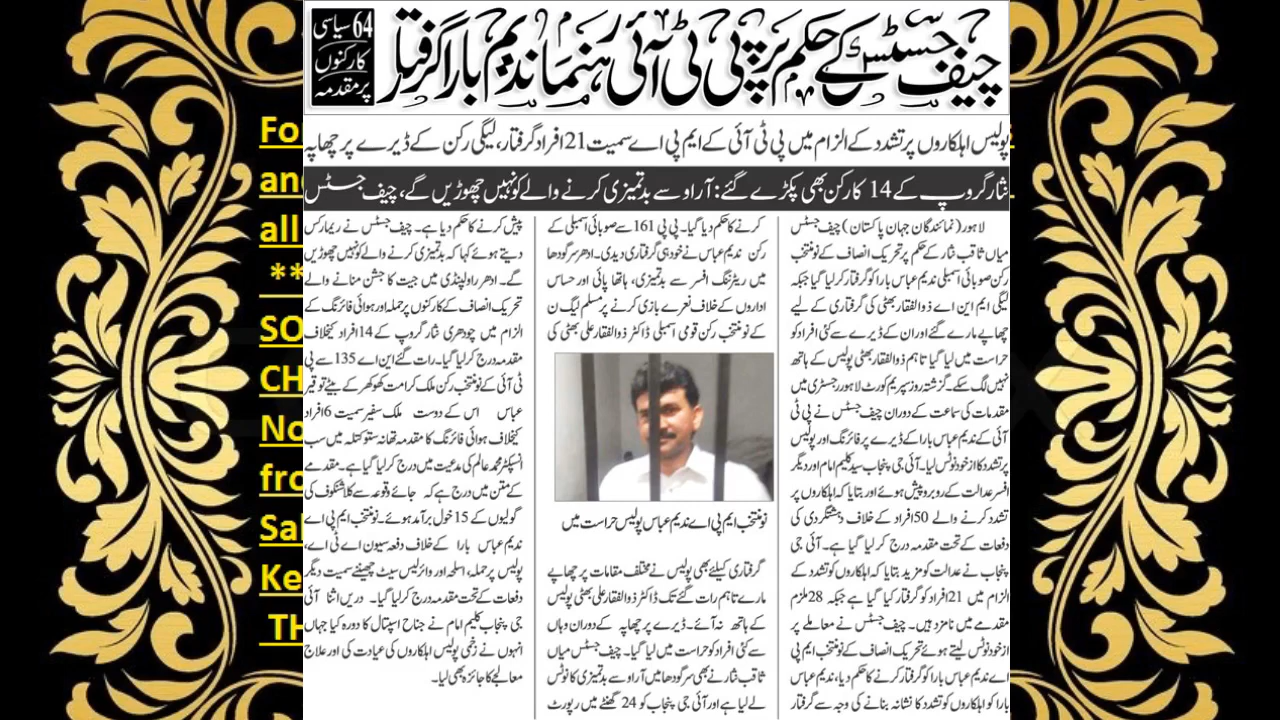 چیف جسٹس کے حکم پر پی ٹی آئی رہنما ندیم بارا گرفتار
64 سیاسی
کارکنوں
پر مقدمہ
پولیس اہلکاروں پر تشدد کے الزام میں پی ٹی آئی کے ایم پی اے سمیت 21 افراد گرفتار، لیگی رکن کے ڈیرے پر چھاپہ
نثار گروپ کے 14 کارکن بھی پکڑے گئے: آر او سے بدتمیزی کرنے والے کو نہیں چھوڑیں گے، چیف جسٹس
لاہور (نمائندگان جہان پاکستان) چیف جسٹس
میاں ثاقب نثار کے حکم پر تحریک انصاف کے نو منتخب
رکن صوبائی اسمبلی ندیم عباس بارا کو گرفتار کر لیا گیا جبکہ
لیگی ایم این اے ذوالفقار بھٹی کی گرفتاری کے لیے
چھاپے مارے گئے اور ان کے ڈیرے سے کئی افراد کو
حراست میں لیا گیا تاہم ذوالفقار بھٹی پولیس کے ہاتھ
نہیں لگ سکے۔ گزشتہ روز سپریم کورٹ لاہور رجسٹری میں
مقدمات کی سماعت کے دوران چیف جسٹس نے پی ٹی
آئی کے ندیم عباس بارا کے ڈیرے پر فائرنگ اور پولیس
پر تشدد کا از خود نوٹس لیا۔ آئی جی پنجاب سید کلیم امام اور دیگر
افسر عدالت کے روبرو پیش ہوئے اور بتایا کہ اہلکاروں پر
تشدد کرنے والے 50 افراد کے خلاف دہشتگردی کی
دفعات کے تحت مقدمہ درج کر لیا گیا ہے۔ آئی جی
پنجاب نے عدالت کو مزید بتایا کہ اہلکاروں کو تشدد کے
الزام میں 21 افراد کو گرفتار کیا گیا ہے جبکہ 28 ملزم
مقدمے میں نامزد ہیں۔ چیف جسٹس نے معاملے پر
از خود نوٹس لیتے ہوئے تحریک انصاف کے نو منتخب ایم پی
اے ندیم عباس بارا کو گرفتار کرنے کا حکم دیا، ندیم عباس
بارا کو اہلکاروں کو تشدد کا نشانہ بنانے کی وجہ سے گرفتار
کرنے کا حکم دیا گیا۔ پی پی 161 سے صوبائی اسمبلی کے
رکن ندیم عباس نے خود ہی گرفتاری دیدی۔ ادھر سرگودھا
میں ریٹرننگ افسر سے بدتمیزی، ہاتھا پائی اور حساس
اداروں کے خلاف نعرے بازی کرنے پر مسلم لیگ ن
کے نو منتخب رکن قومی اسمبلی ڈاکٹر ذوالفقار علی بھٹی کی
نو منتخب ایم پی اے ندیم عباس پولیس حراست میں
گرفتاری کیلئے بھی پولیس نے مختلف مقامات پر چھاپے
مارے تاہم رات گئے تک ڈاکٹر ذوالفقار علی بھٹی پولیس
کے ہاتھ نہ آئے۔ ڈیرے پر چھاپہ کے دوران وہاں
سے کئی افراد کو حراست میں لیا گیا۔ چیف جسٹس میاں
ثاقب نثار نے بھی سرگودھا میں آر او سے بدتمیزی کا نوٹس
لے لیا ہے اور آئی جی پنجاب کو 24 گھنٹے میں رپورٹ
پیش کرنے کا حکم دیا ہے۔ چیف جسٹس نے ریمارکس
دیتے ہوئے کہا کہ بدتمیزی کرنے والے کو نہیں چھوڑیں
گے۔ ادھر راولپنڈی میں جیت کا جشن منانے والے
تحریک انصاف کے کارکنوں پر حملہ اور ہوائی فائرنگ کے
الزام میں چودھری نثار گروپ کے 14 افراد کیخلاف
مقدمہ درج کر لیا گیا۔ رات گئے این اے 135 سے پی
ٹی آئی کے نو منتخب رکن ملک کرامت کھوکھر کے بیٹے توقیر
عباس اس کے دوست ملک سفیر سمیت 6 افراد
کیخلاف ہوائی فائرنگ کا مقدمہ تھانہ ستوکتلہ میں سب
انسپکٹر محمد عالم کی مدعیت میں درج کر لیا گیا ہے۔ مقدمے
کے متن میں درج ہے کہ جائے وقوعہ سے کلاشنکوف کی
گولیوں کے 15 خول برآمد ہوئے۔ نو منتخب ایم پی اے
ندیم عباس بارا کے خلاف دفعہ سیون اے ٹی اے،
پولیس پر حملہ، اسلحہ اور وائرلیس سیٹ چھیننے سمیت دیگر
دفعات کے تحت مقدمہ درج کر لیا گیا۔ دریں اثنا آئی
جی پنجاب کلیم امام نے جناح اسپتال کا دورہ کیا جہاں
انہوں نے زخمی پولیس اہلکاروں کی عیادت کی اور علاج
معالجے کا جائزہ بھی لیا۔
and
all
**
SO
CH
No
TH